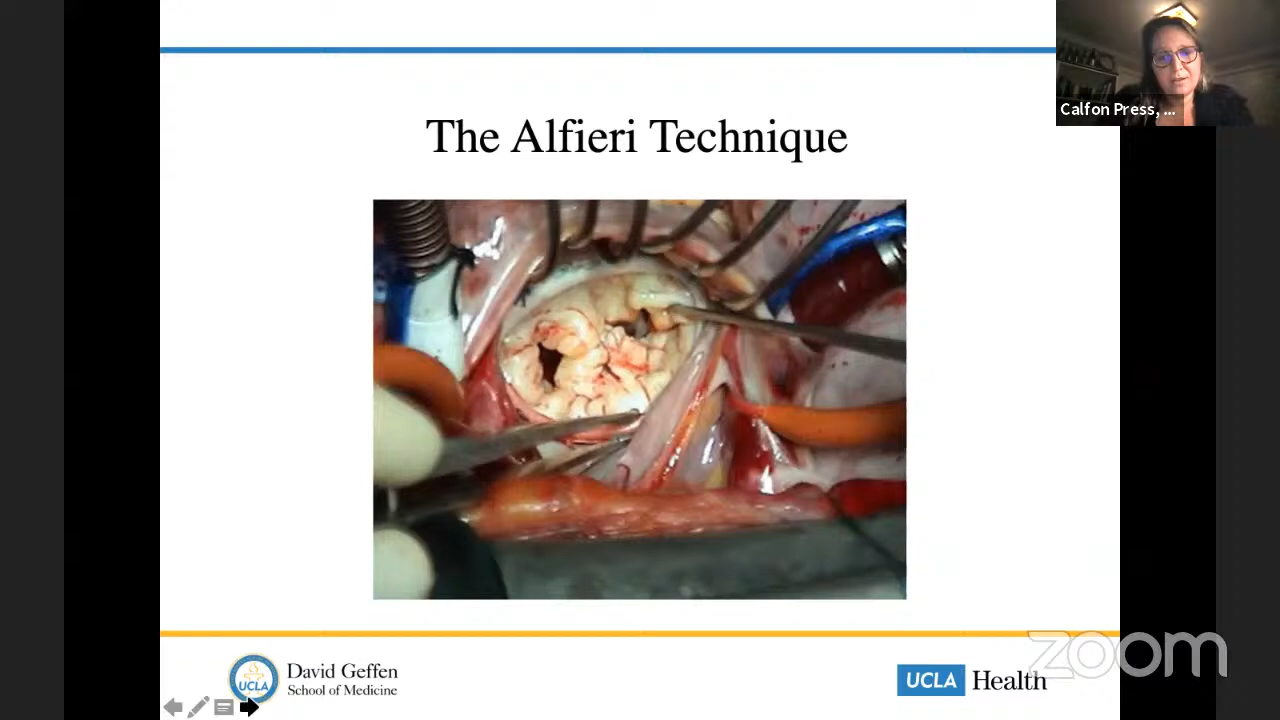 Calfon Press, ...
The Alfieri Technique
UCLA
David Geffen
School of Medicine
UCLA Health
zoom